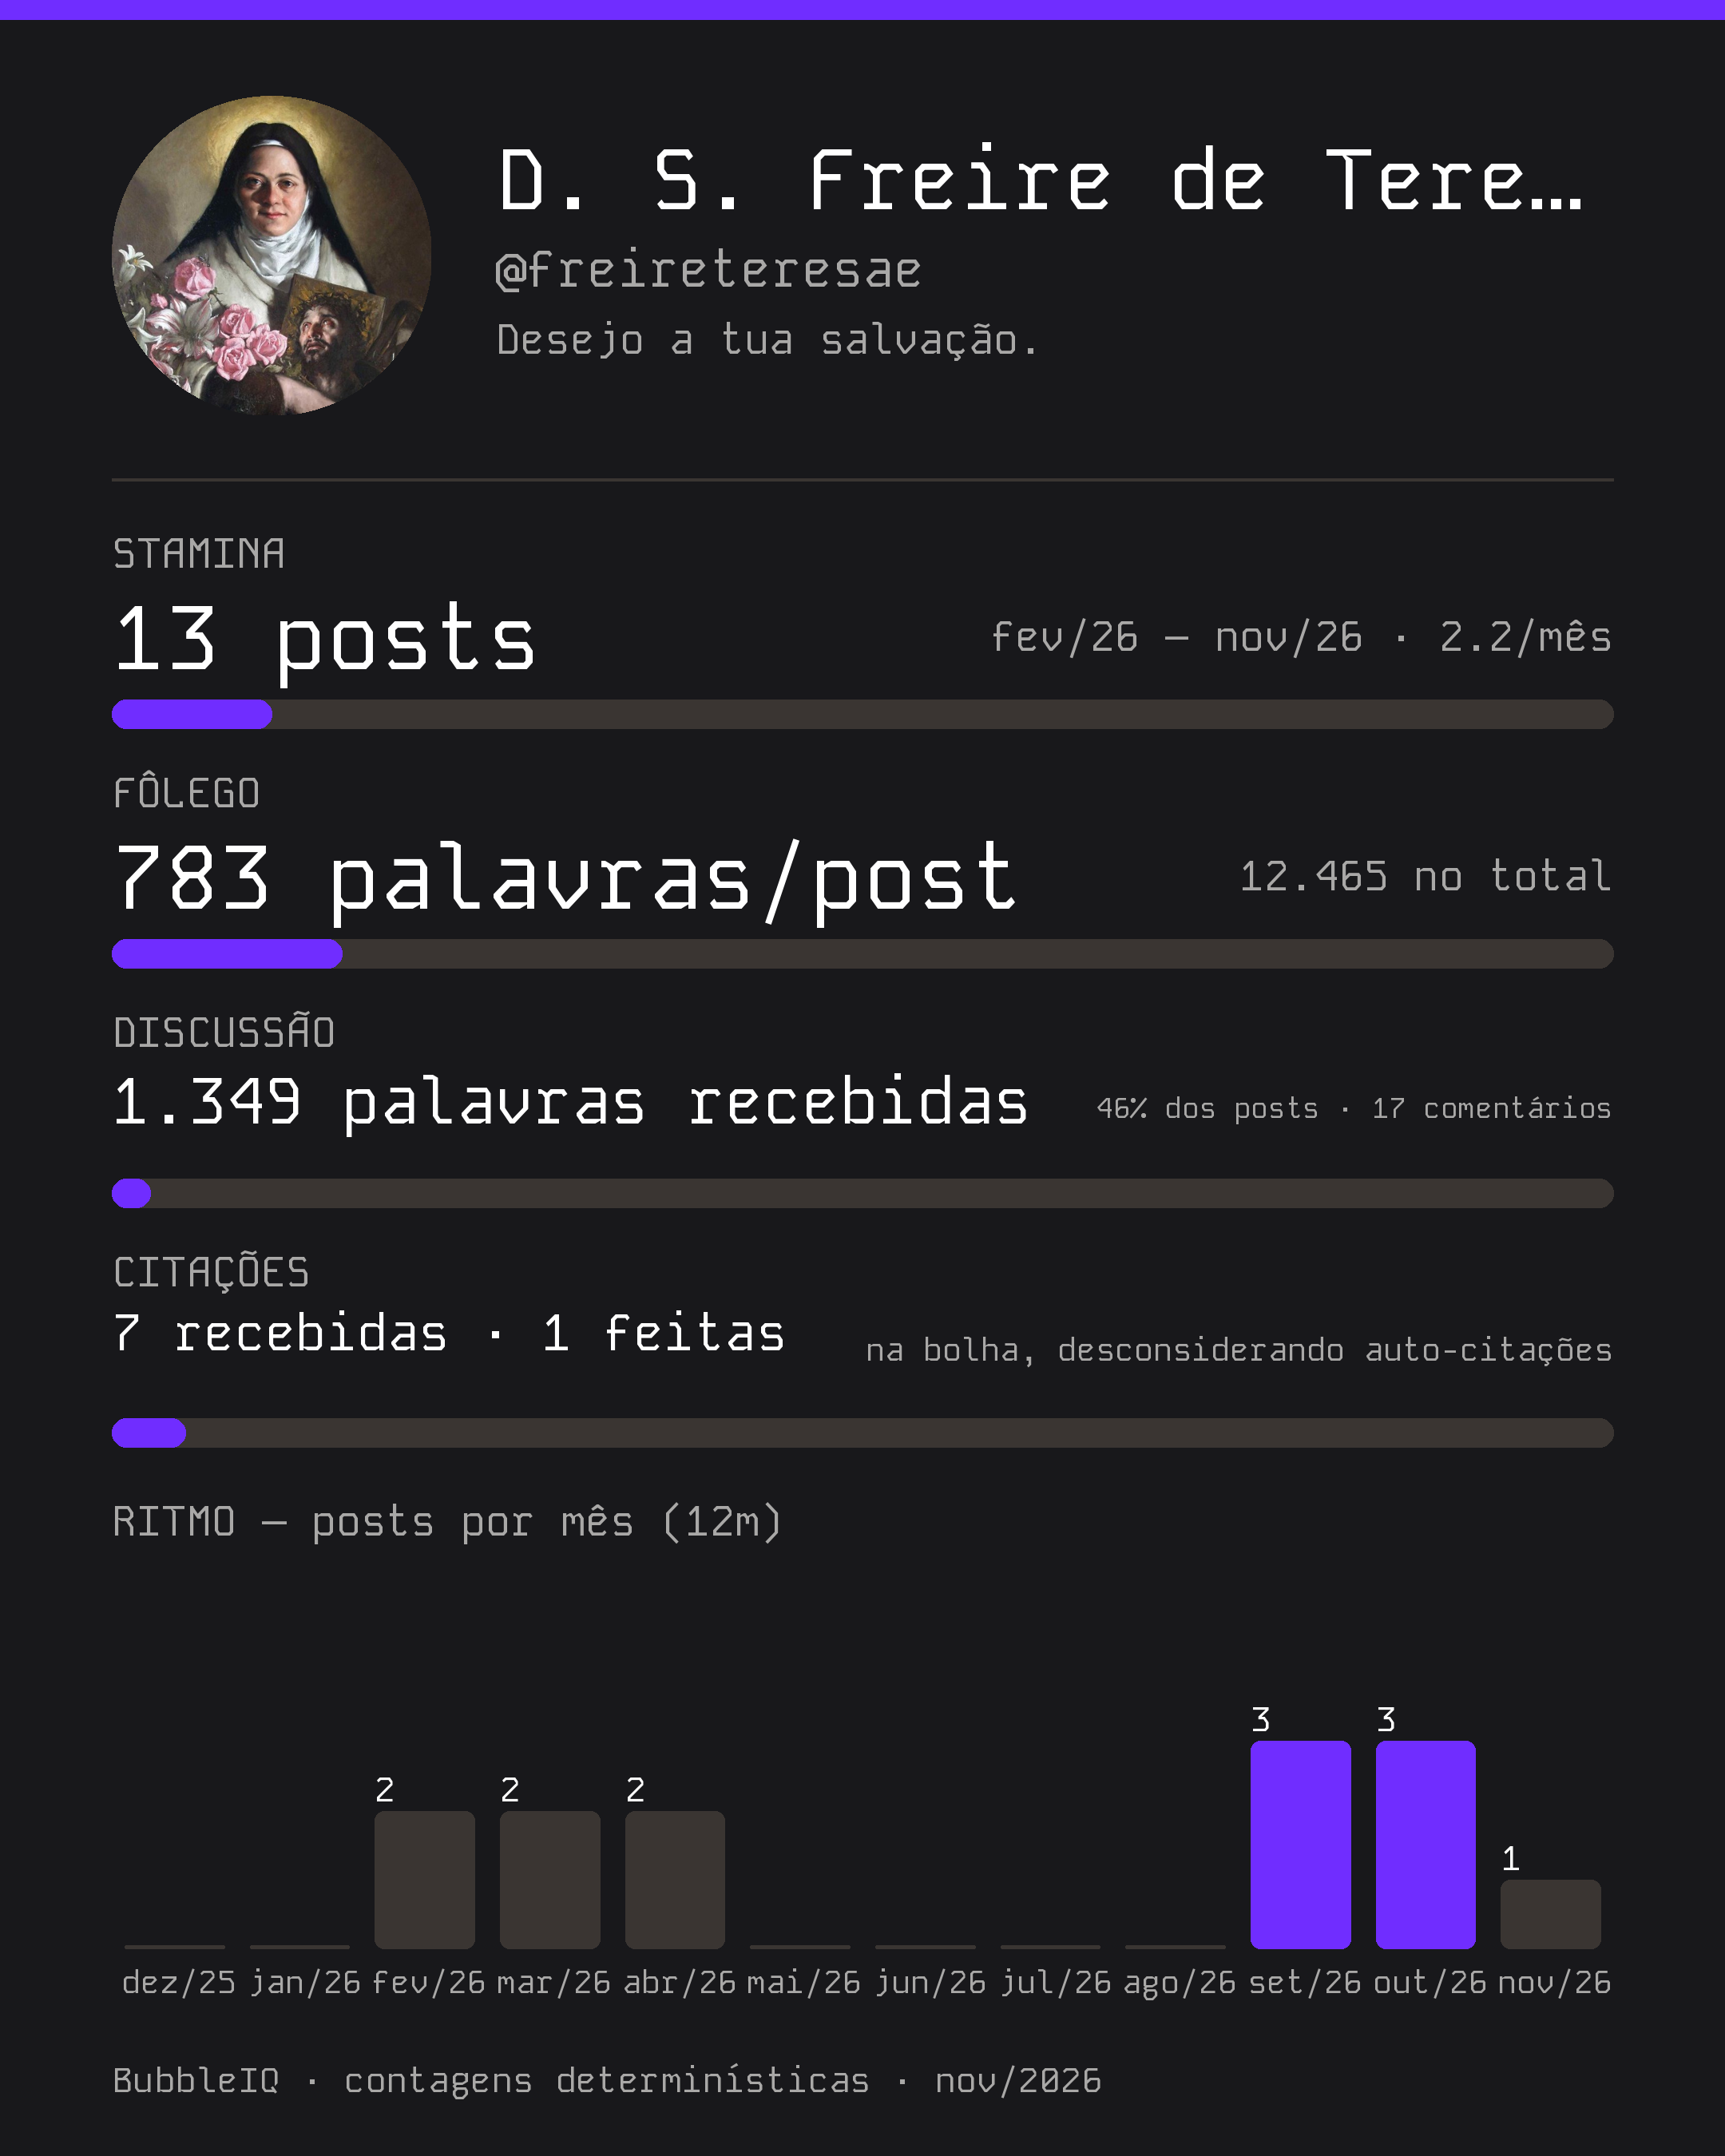 D. S. Freire de Tere…
@freireteresae
Desejo a tua salvação.
STAMINA
13 posts
fev/26 — nov/26 · 2.2/mês
FÔLEGO
783 palavras/post
12.465 no total
DISCUSSÃO
1.349 palavras recebidas
46% dos posts · 17 comentários
CITAÇÕES
7 recebidas · 1 feitas
na bolha, desconsiderando auto-citações
RITMO — posts por mês (12m)
2 2 2 3 3 1
dez/25 jan/26 fev/26 mar/26 abr/26 mai/26 jun/26 jul/26 ago/26 set/26 out/26 nov/26
BubbleIQ · contagens determinísticas · nov/2026